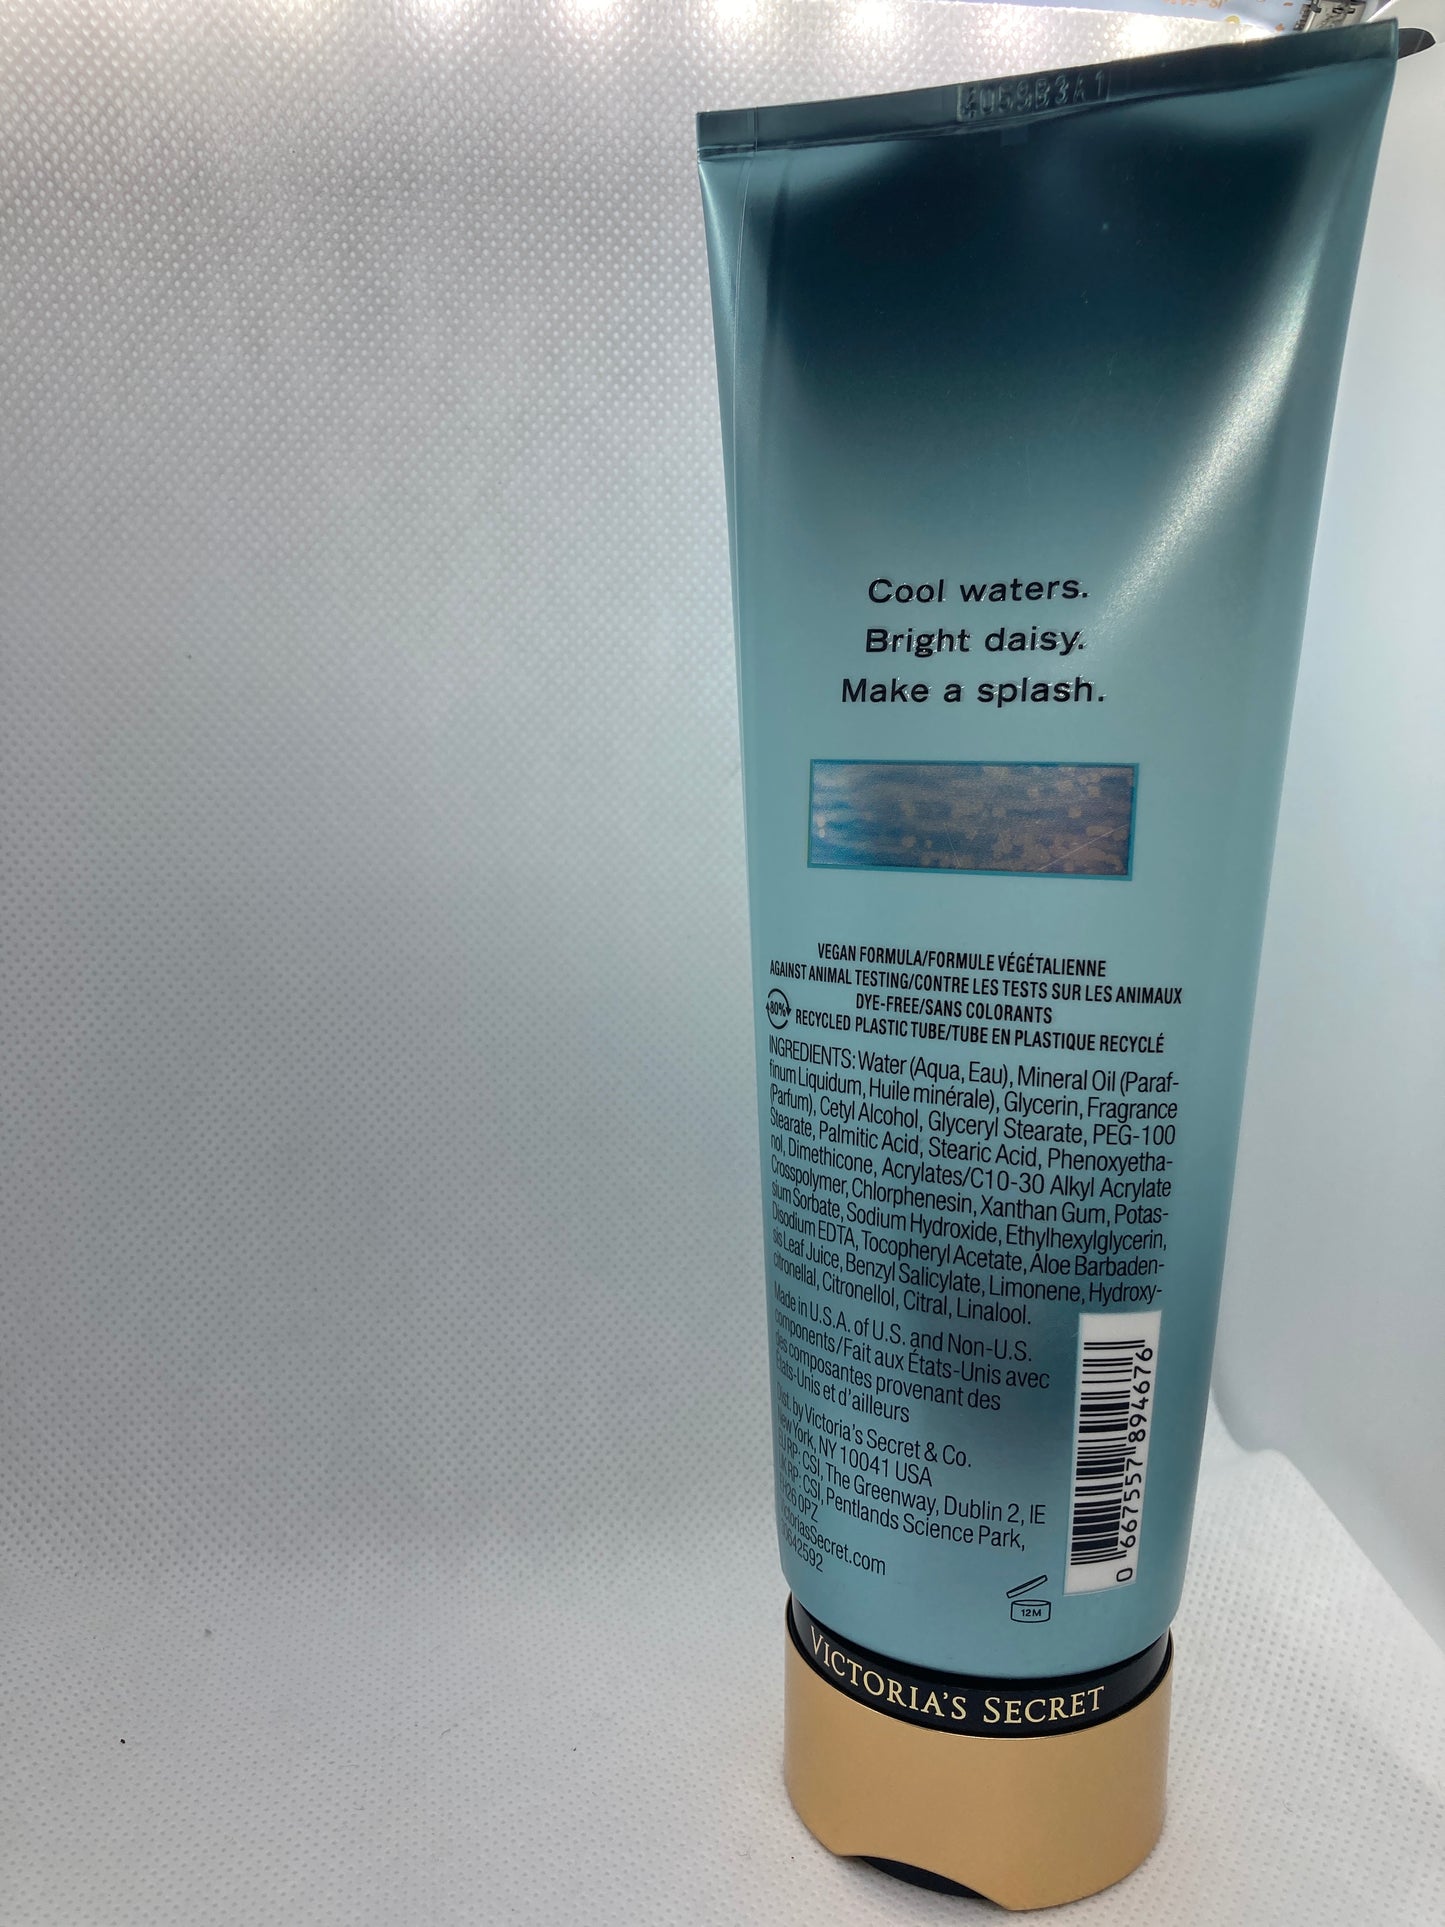 Cool waters.
Bright daisy.
Make a splash.
VEGAN FORMULA/FORMULE VÉGÉTALIENNE
AGAINST ANIMAL TESTING/CONTRE LES TESTS SUR LES ANIMAUX
DYE-FREE/SANS COLORANTS
80% RECYCLED PLASTIC TUBE/TUBE EN PLASTIQUE RECYCLÉ
INGREDIENTS: Water (Aqua, Eau), Mineral Oil (Paraf-
finum Liquidum, Huile minérale), Glycerin, Fragrance
(Parfum), Cetyl Alcohol, Glyceryl Stearate, PEG-100
Stearate, Palmitic Acid, Stearic Acid, Phenoxyetha-
nol, Dimethicone, Acrylates/C10-30 Alkyl Acrylate
Crosspolymer, Chlorphenesin, Xanthan Gum, Potas-
sium Sorbate, Sodium Hydroxide, Ethylhexylglycerin,
Disodium EDTA, Tocopheryl Acetate, Aloe Barbaden-
sis Leaf Juice, Benzyl Salicylate, Limonene, Hydroxy-
citronellal, Citronellol, Citral, Linalool.
Made in U.S.A. of U.S. and Non-U.S.
components/Fait aux États-Unis avec
des composantes provenant des
États-Unis et d'ailleurs
Dist. by Victoria's Secret & Co.
New York, NY 10041 USA
EU RP: CSI, The Greenway, Dublin 2, IE
UK RP: CSI, Pentlands Science Park,
EH26 0PZ
VictoriasSecret.com
0 667557 894676
12M
VICTORIA'S SECRET